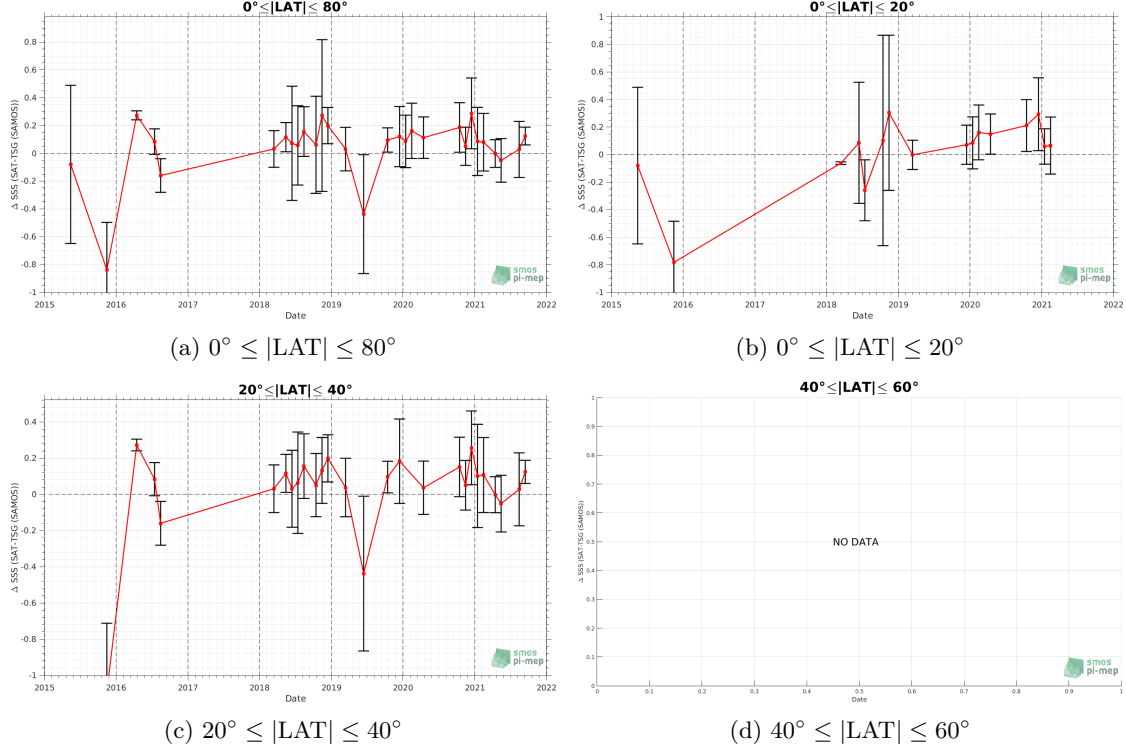 0°≤|LAT|≤ 80°
Δ SSS (SAT-TSG (SAMOS))
0.8
0.6
0.4
0.2
0
-0.2
-0.4
-0.6
-0.8
-1
2015 2016 2017 2018 2019 2020 2021 2022
Date
smos
pi-mep
(a) 0° ≤ |LAT| ≤ 80°
0°≤|LAT|≤ 20°
Δ SSS (SAT-TSG (SAMOS))
1
0.8
0.6
0.4
0.2
0
-0.2
-0.4
-0.6
-0.8
-1
2015 2016 2017 2018 2019 2020 2021 2022
Date
smos
pi-mep
(b) 0° ≤ |LAT| ≤ 20°
20°≤|LAT|≤ 40°
Δ SSS (SAT-TSG (SAMOS))
0.4
0.2
0
-0.2
-0.4
-0.6
-0.8
-1
2015 2016 2017 2018 2019 2020 2021 2022
Date
smos
pi-mep
(c) 20° ≤ |LAT| ≤ 40°
40°≤|LAT|≤ 60°
Δ SSS (SAT-TSG (SAMOS))
1
0.9
0.8
0.7
0.6
0.5
0.4
0.3
0.2
0.1
0
NO DATA
0 0.1 0.2 0.3 0.4 0.5 0.6 0.7 0.8 0.9 1
Date
smos
pi-mep
(d) 40° ≤ |LAT| ≤ 60°